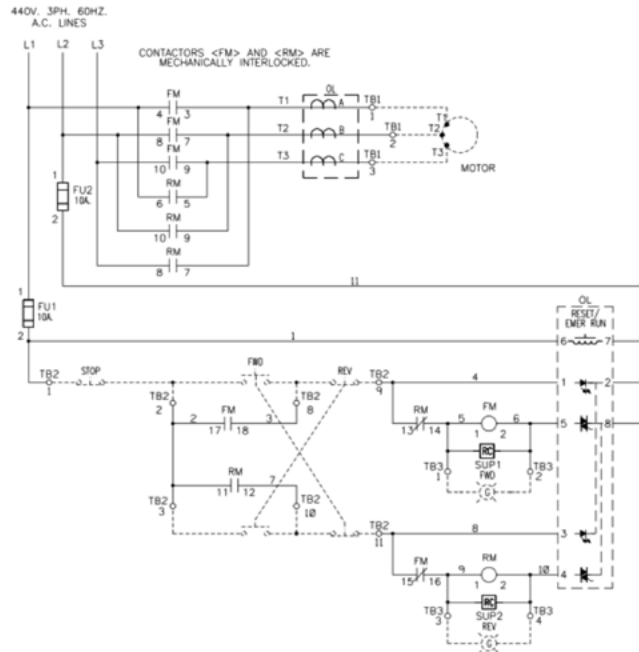 440V. 3PH. 60HZ.
A.C. LINES
L1 L2 L3
CONTACTORS <FM> AND <RM> ARE
MECHANICALLY INTERLOCKED.
OL
FM
4 3
T1 A TB1
1
T1
FM
8 7
T2 B TB1
2
T2
FM
10 9
T3 C TB1
3
T3
MOTOR
RM
6 5
RM
10 9
RM
8 7
1
FU2
10A.
2
11
1
FU1
10A.
2
1
OL
RESET/
EMER RUN
6 7
TB2
1
STOP
FWD
REV
TB2
9
4
1 2
TB2
2
2 FM 3
17 18
TB2
8
RM
13 14
5 FM 6
1 2
5 8
RC
SUP1
FWD
TB3
1
TB3
2
G
RM 7
11 12
TB2
3
TB2
10
TB2
11
8
3
FM
15 16
9 RM 10
1 2
4
RC
SUP2
REV
TB3
3
TB3
4
G